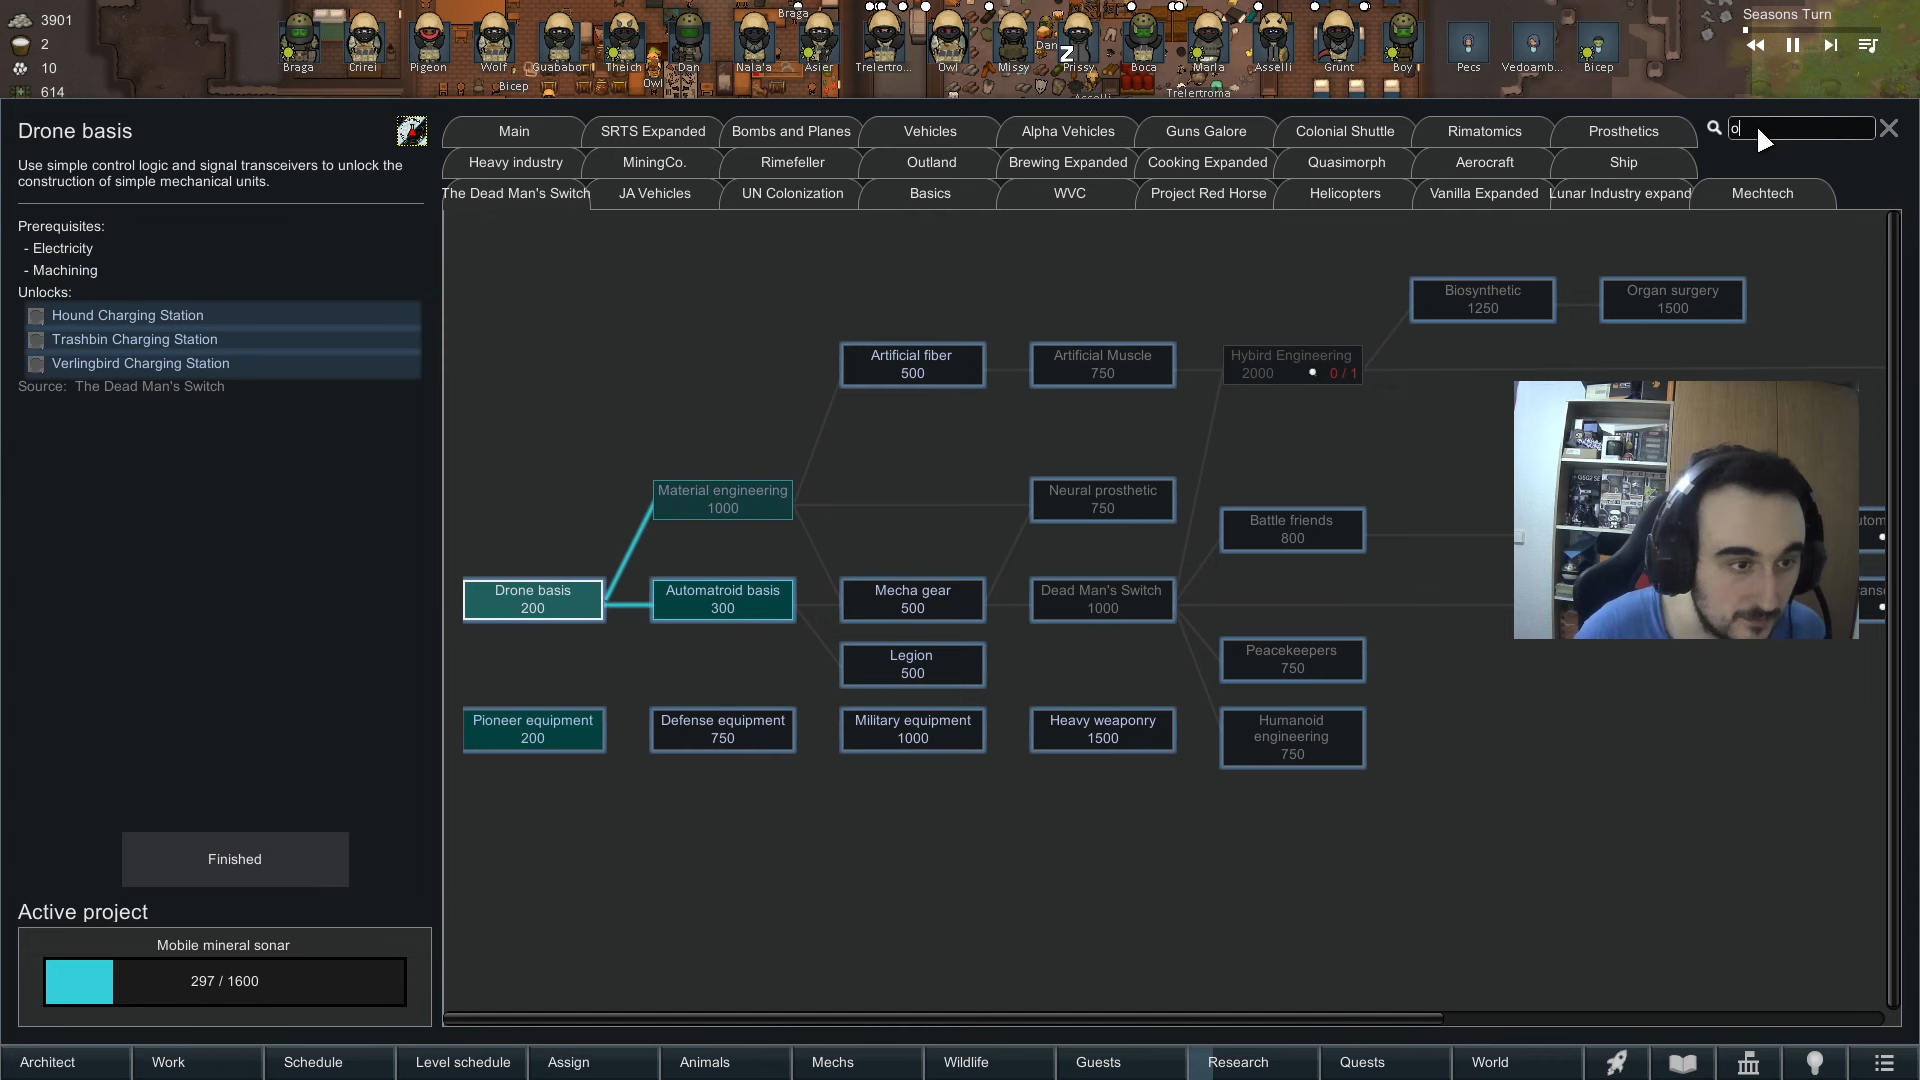 3901
2
10
614
Braga
Crirei
Pigeon
Wolf
Guababor
Theich
Dan
Nal'a
Asier
Trelertro...
Owl
Missy
Prissy
Boca
Marla
Asselli
Grunt
Boy
Pecs
Vedoamb...
Bicep
Braga
Bicep
Owl
Dan
Z
Trelertroma
Seasons Turn
Drone basis
Use simple control logic and signal transceivers to unlock the
construction of simple mechanical units.
Prerequisites:
- Electricity
- Machining
Unlocks:
Hound Charging Station
Trashbin Charging Station
Verlingbird Charging Station
Source: The Dead Man's Switch
Finished
Active project
Mobile mineral sonar
297 / 1600
Main
SRTS Expanded
Bombs and Planes
Vehicles
Alpha Vehicles
Guns Galore
Colonial Shuttle
Rimatomics
Prosthetics
o
Heavy industry
MiningCo.
Rimefeller
Outland
Brewing Expanded
Cooking Expanded
Quasimorph
Aerocraft
Ship
The Dead Man's Switch
JA Vehicles
UN Colonization
Basics
WVC
Project Red Horse
Helicopters
Vanilla Expanded
Lunar Industry expand
Mechtech
Biosynthetic
1250
Organ surgery
1500
Artificial fiber
500
Artificial Muscle
750
Hybird Engineering
2000
0 / 1
Material engineering
1000
Neural prosthetic
750
Battle friends
800
Drone basis
200
Automatroid basis
300
Mecha gear
500
Dead Man's Switch
1000
Legion
500
Peacekeepers
750
Pioneer equipment
200
Defense equipment
750
Military equipment
1000
Heavy weaponry
1500
Humanoid
engineering
750
Architect
Work
Schedule
Level schedule
Assign
Animals
Mechs
Wildlife
Guests
Research
Quests
World